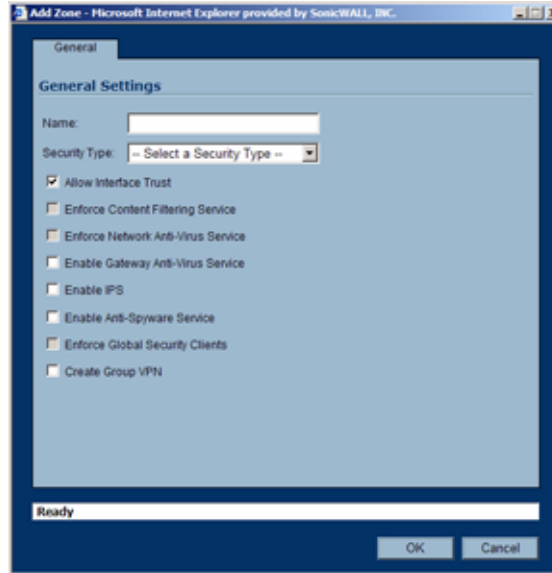 Add Zone - Microsoft Internet Explorer provided by SonicWALL, INC.
General
General Settings
Name:
Security Type: -- Select a Security Type --
Allow Interface Trust
Enforce Content Filtering Service
Enforce Network Anti-Virus Service
Enable Gateway Anti-Virus Service
Enable IPS
Enable Anti-Spyware Service
Enforce Global Security Clients
Create Group VPN
Ready
OK Cancel